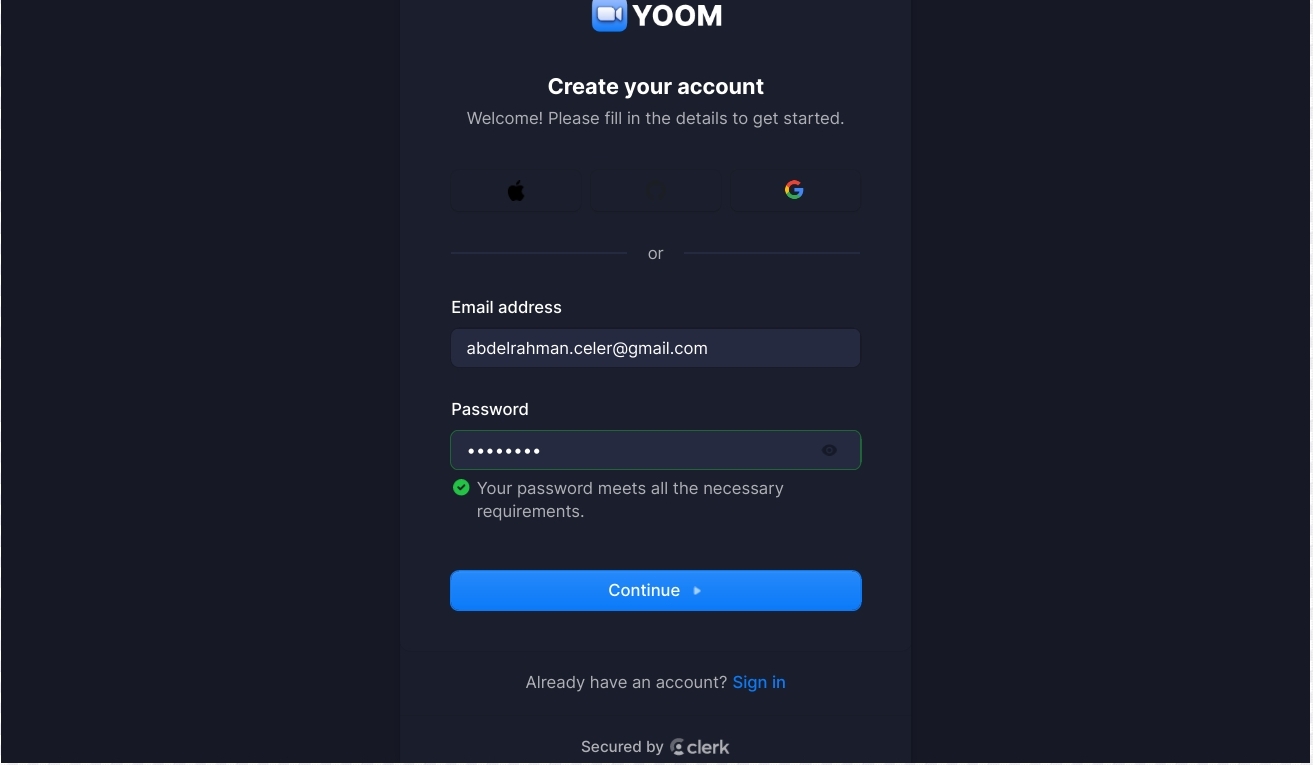 YOOM
Create your account
Welcome! Please fill in the details to get started.
or
Email address
abdelrahman.celer@gmail.com
Password
••••••••
Your password meets all the necessary
requirements.
Continue
Already have an account? Sign in
Secured by clerk